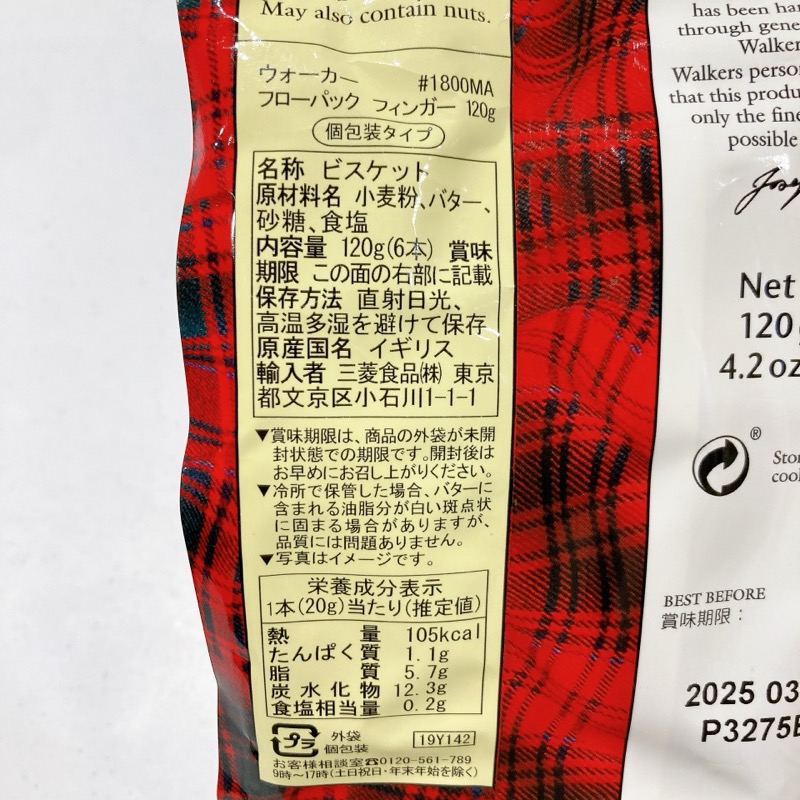 May also contain nuts.
ウォーカー #1800MA
フローパック フィンガー 120g
個包装タイプ
名称 ビスケット
原材料名 小麦粉、バター、
砂糖、食塩
内容量 120g(6本) 賞味
期限 この面の右部に記載
保存方法 直射日光、
高温多湿を避けて保存
原産国名 イギリス
輸入者 三菱食品㈱ 東京
都文京区小石川1-1-1
▼賞味期限は、商品の外袋が未開
封状態での期限です。開封後は
お早めにお召し上がりください。
▼冷所で保管した場合、バターに
含まれる油脂分が白い斑点状
に固まる場合がありますが、
品質には問題ありません。
▼写真はイメージです。
栄養成分表示
1本(20g)当たり(推定値)
熱量 105kcal
たんぱく質 1.1g
脂質 5.7g
炭水化物 12.3g
食塩相当量 0.2g
プラ 外袋
個包装
19Y142
お客様相談室☎0120-561-789
9時〜17時(土日祝日・年末年始を除く)
has been
through
Walkers
that this
only the
possible
Net
120
4.2 oz
®
BEST BEFORE
賞味期限：
2025 03
P3275